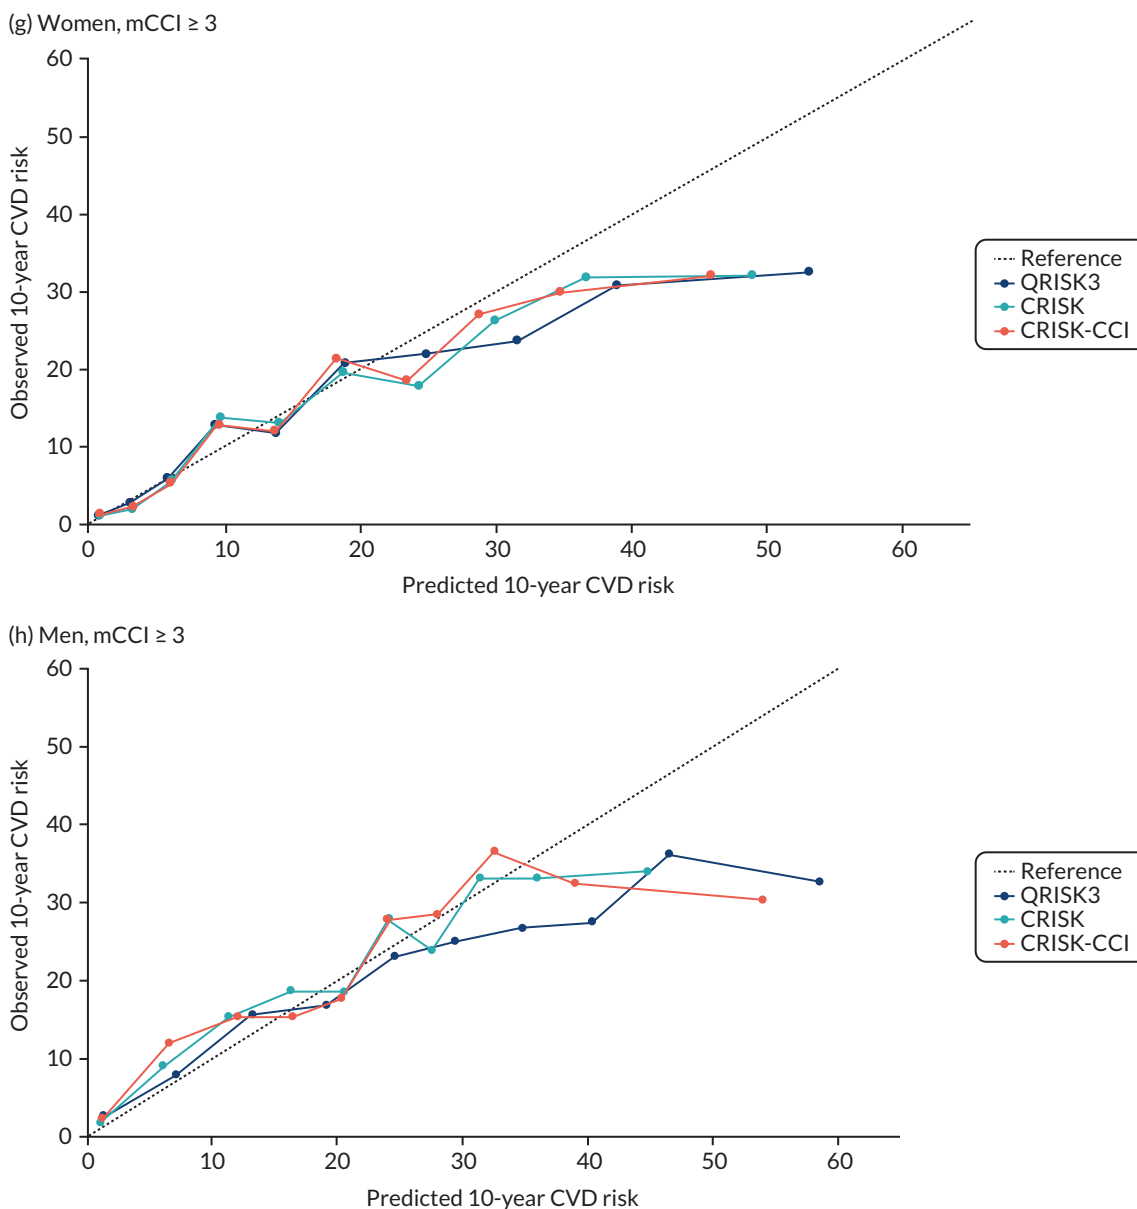 (g) Women, mCCI ≥ 3
60
50
40
30
20
10
0
Observed 10-year CVD risk
0 10 20 30 40 50 60
Predicted 10-year CVD risk
Reference
QRISK3
CRISK
CRISK-CCI
(h) Men, mCCI ≥ 3
60
50
40
30
20
10
0
Observed 10-year CVD risk
0 10 20 30 40 50 60
Predicted 10-year CVD risk
Reference
QRISK3
CRISK
CRISK-CCI